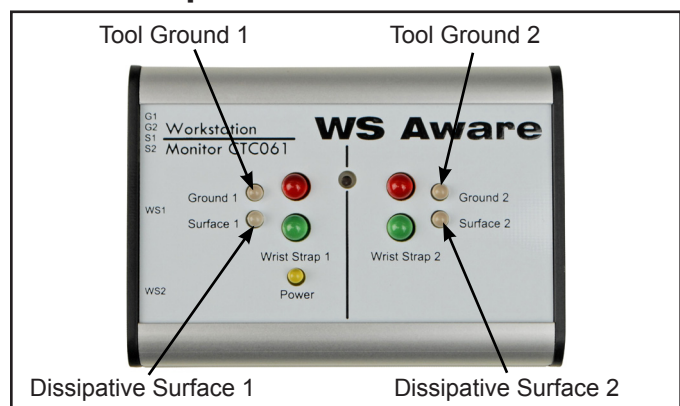 Tool Ground 1
Tool Ground 2
G1
G2
S1
S2
Workstation
Monitor CTC061
WS Aware
Ground 1
Ground 2
WS1
Surface 1
Surface 2
Wrist Strap 1
Wrist Strap 2
WS2
Power
Dissipative Surface 1
Dissipative Surface 2